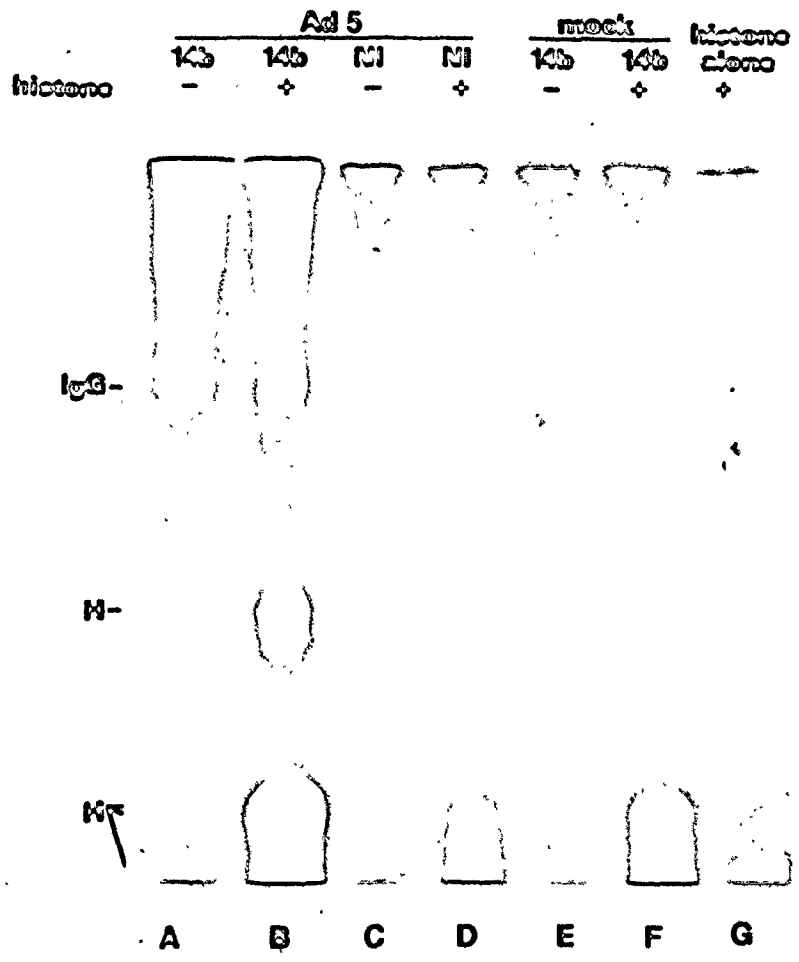 Ad 5 mock histone
14b 14b NI NI 14b 14b alone
histone - + - + - + +
IgG-
H-
H-
A B C D E F G